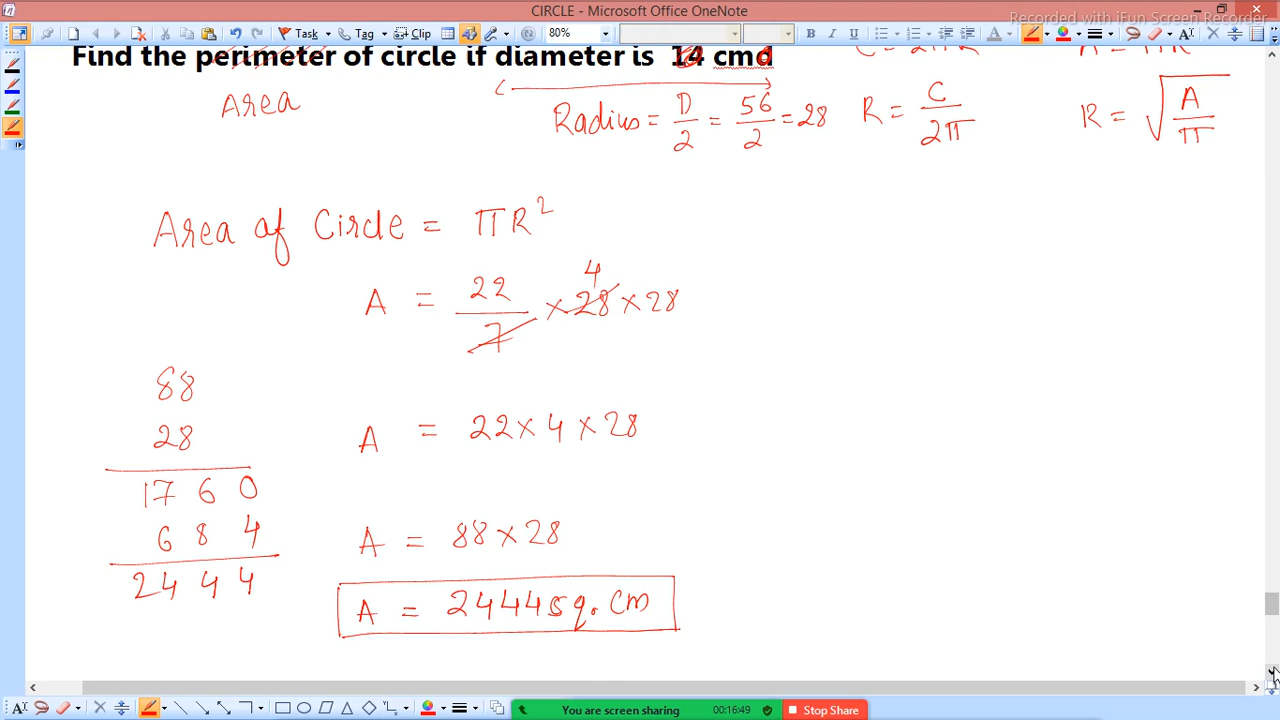 CIRCLE - Microsoft Office OneNote
Recorded with iFun Screen Recorder
Task Tag Clip 80% B I U
Find the perimeter of circle if diameter is 14 cm
Area
Radius = D/2 = 56/2 = 28
R = C/2π
R = √A/π
Area of Circle = πR²
A = 22/7 × 28 × 28
4
88
28
1760
684
2444
A = 22 × 4 × 28
A = 88 × 28
A = 2444 sq. cm
You are screen sharing 00:16:49 Stop Share